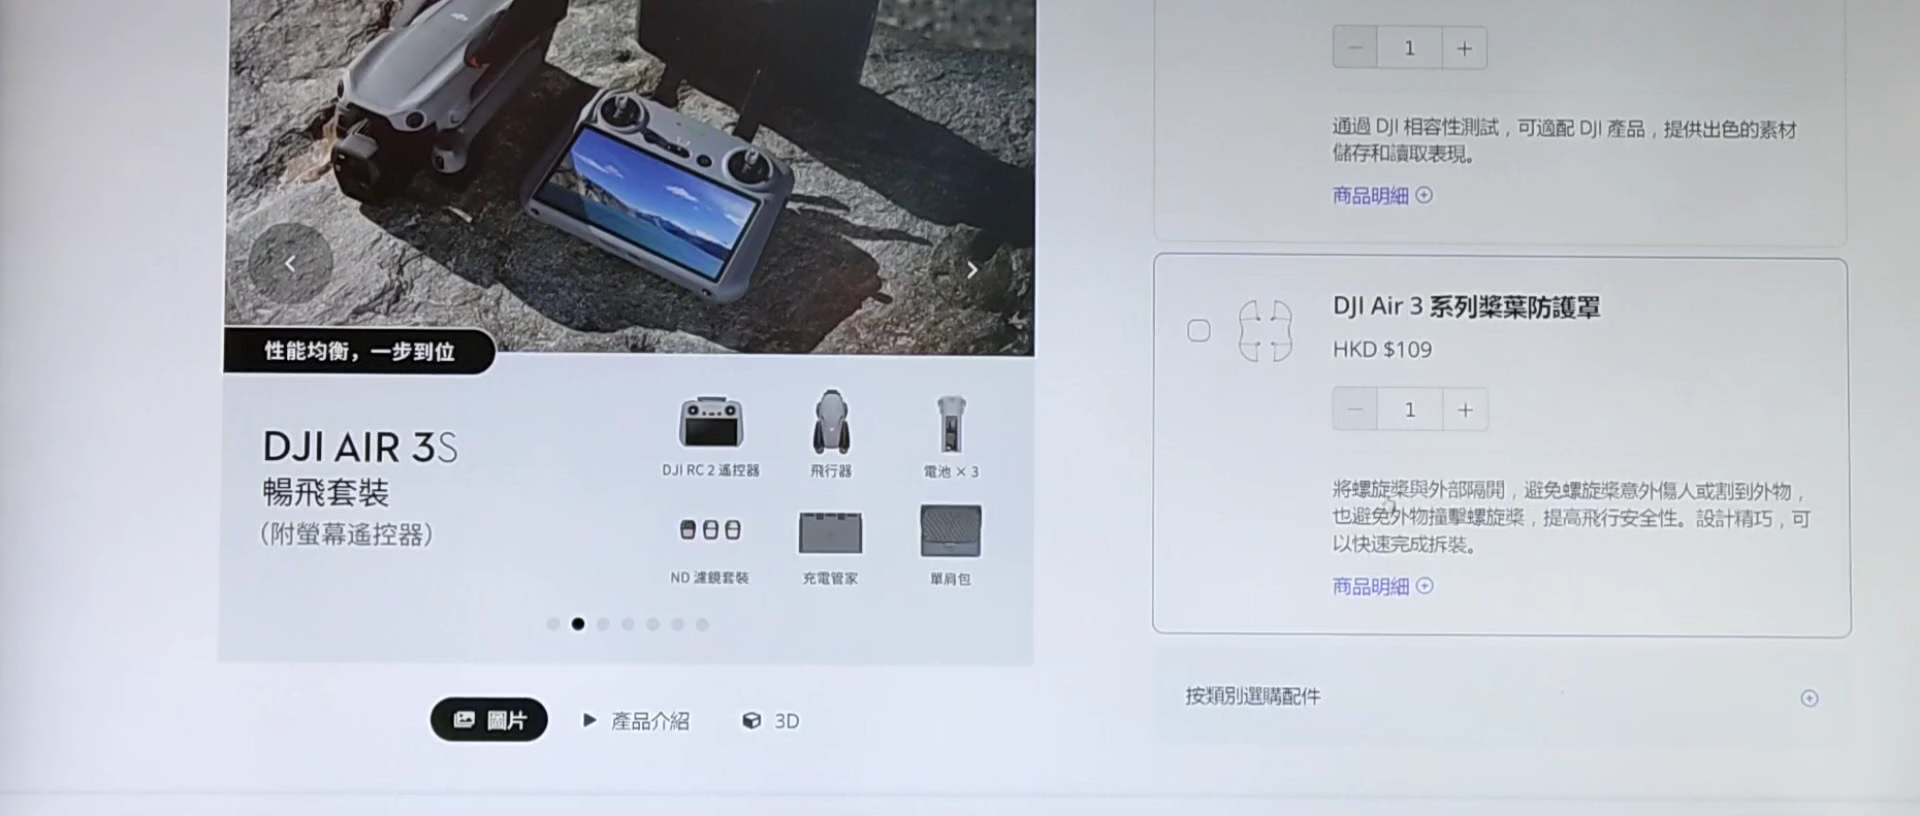 性能均衡，一步到位
DJI AIR 3S
暢飛套裝
（附螢幕遙控器）
DJI RC 2 遙控器
飛行器
電池 × 3
ND 濾鏡套裝
充電管家
單肩包
圖片
產品介紹
3D
1
通過 DJI 相容性測試，可適配 DJI 產品，提供出色的素材
儲存和讀取表現。
商品明細
DJI Air 3 系列槳葉防護罩
HKD $109
1
將螺旋槳與外部隔開，避免螺旋槳意外傷人或割到外物，
也避免外物撞擊螺旋槳，提高飛行安全性。設計精巧，可
以快速完成拆裝。
商品明細
按類別選購配件